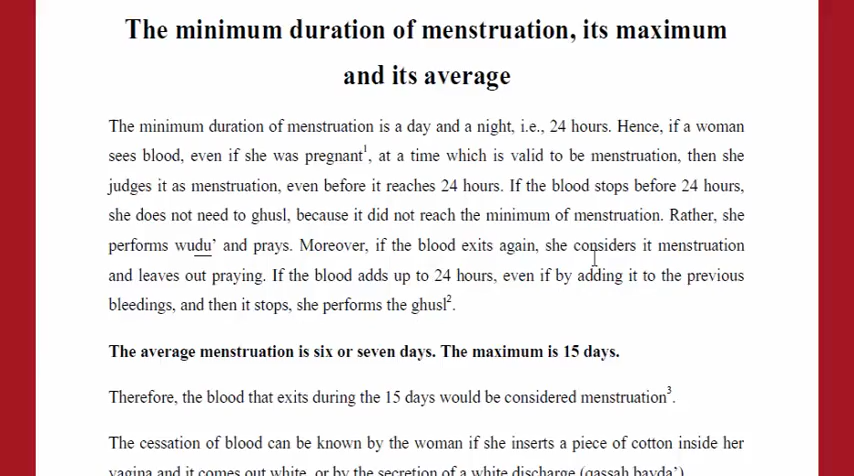 The minimum duration of menstruation, its maximum
and its average
The minimum duration of menstruation is a day and a night, i.e., 24 hours. Hence, if a woman
sees blood, even if she was pregnant1, at a time which is valid to be menstruation, then she
judges it as menstruation, even before it reaches 24 hours. If the blood stops before 24 hours,
she does not need to ghusl, because it did not reach the minimum of menstruation. Rather, she
performs wudu’ and prays. Moreover, if the blood exits again, she considers it menstruation
and leaves out praying. If the blood adds up to 24 hours, even if by adding it to the previous
bleedings, and then it stops, she performs the ghusl2.
The average menstruation is six or seven days. The maximum is 15 days.
Therefore, the blood that exits during the 15 days would be considered menstruation3.
The cessation of blood can be known by the woman if she inserts a piece of cotton inside her
vagina and it comes out white, or by the secretion of a white discharge (qassah bayda’)